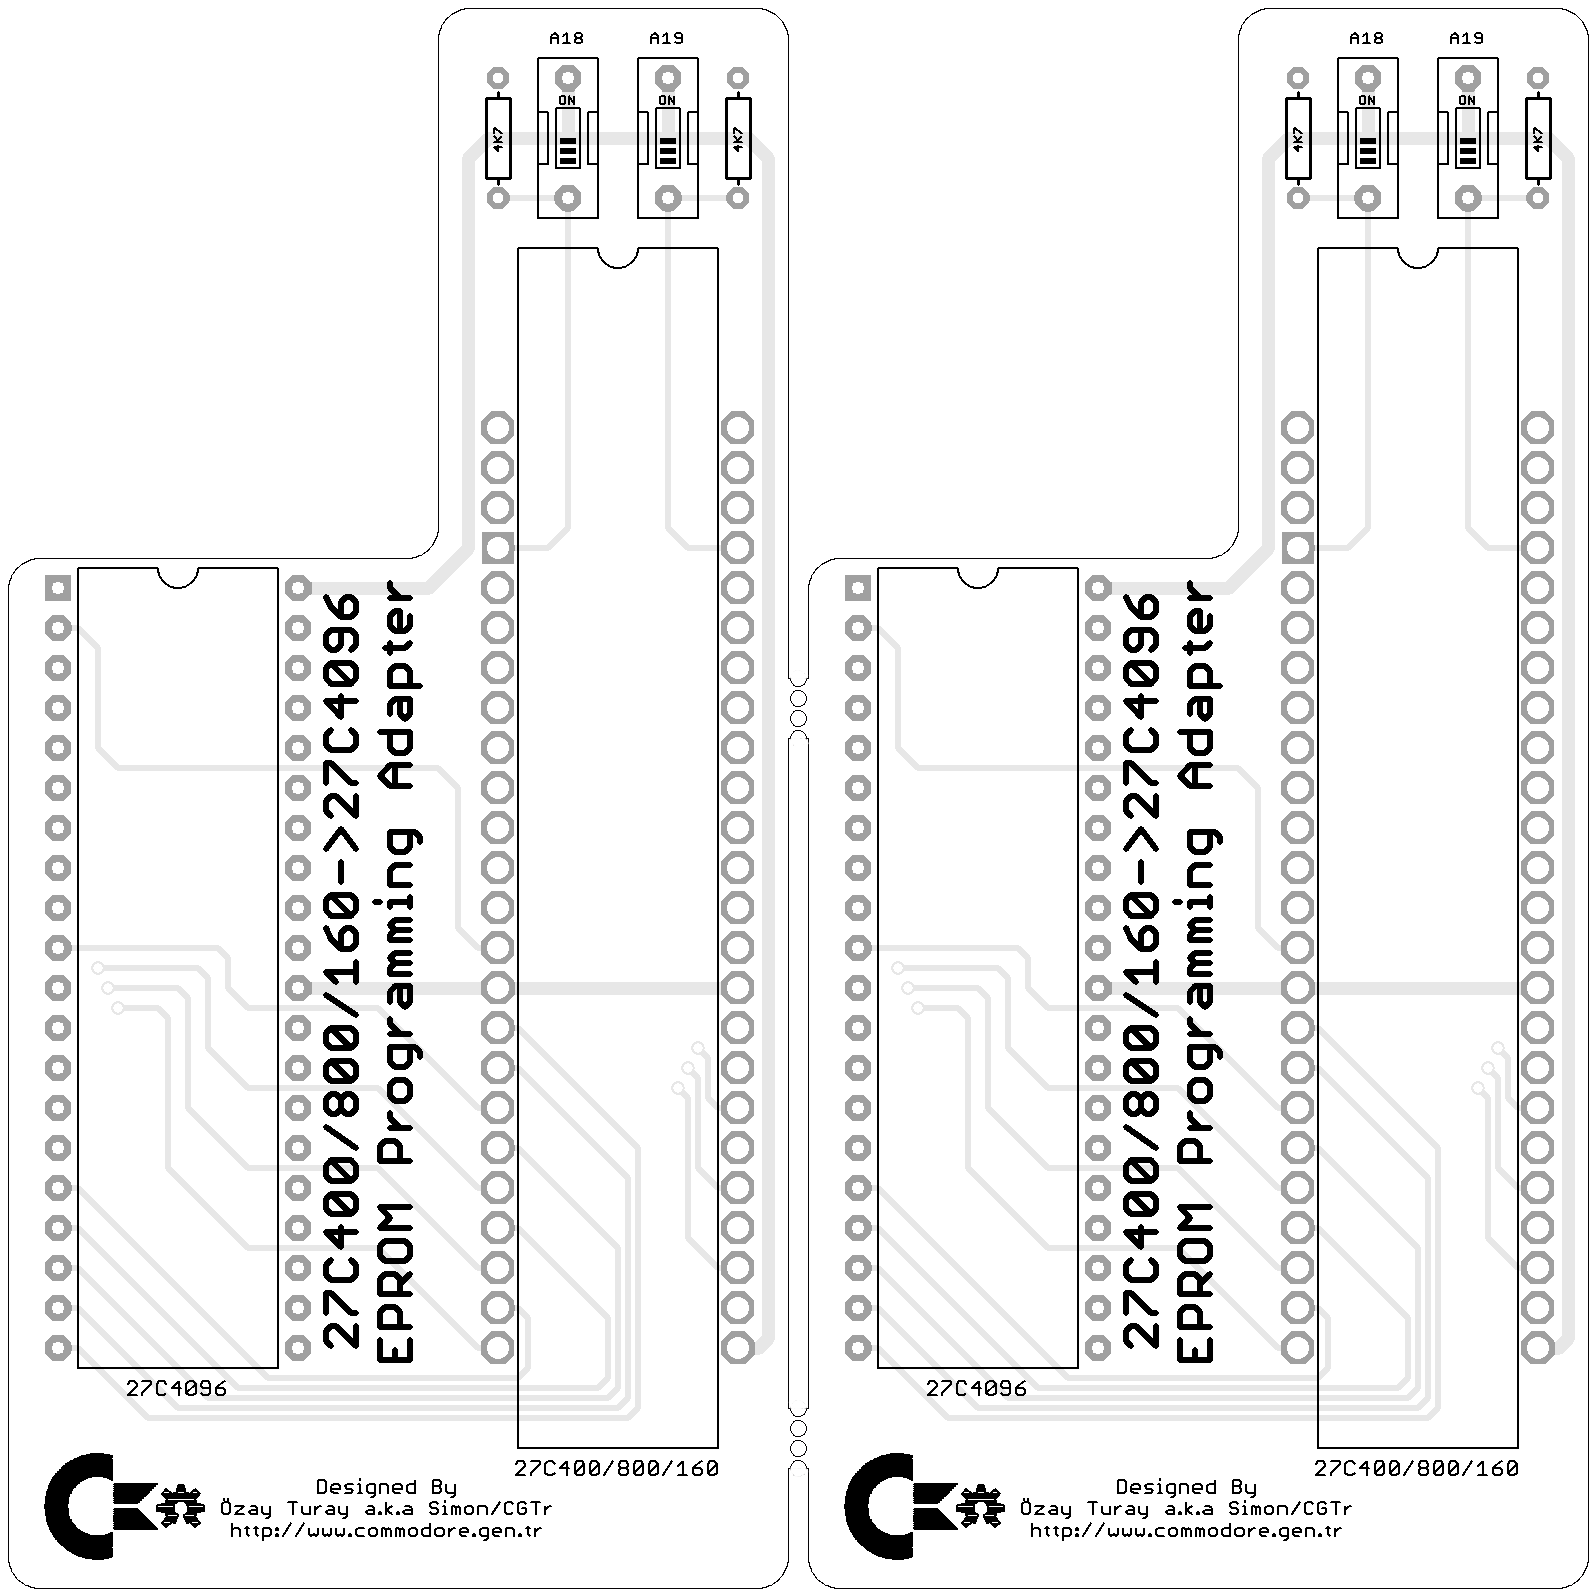 A18
A19
ON
ON
4K7
4K7
27C400/800/160->27C4096
EPROM Programming Adapter
27C4096
27C400/800/160
Designed By
Özay Turay a.k.a Simon/CGTr
http://www.commodore.gen.tr
A18
A19
ON
ON
4K7
4K7
27C400/800/160->27C4096
EPROM Programming Adapter
27C4096
27C400/800/160
Designed By
Özay Turay a.k.a Simon/CGTr
http://www.commodore.gen.tr